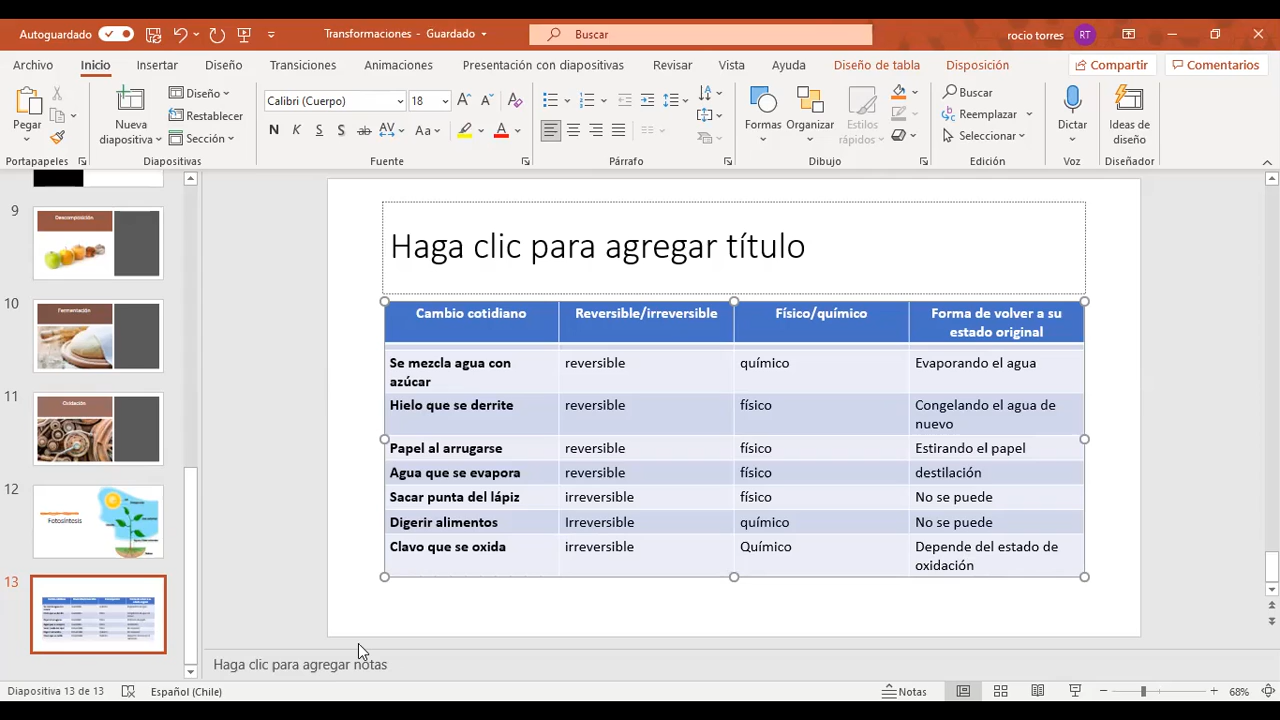 Autoguardado
Transformaciones - Guardado
Buscar
rocio torres
RT
Archivo Inicio Insertar Diseño Transiciones Animaciones Presentación con diapositivas Revisar Vista Ayuda Diseño de tabla Disposición Compartir Comentarios
Pegar
Nueva diapositiva
Diseño
Restablecer
Sección
Calibri (Cuerpo) 18
N K S S ab AV Aa A
Formas
Organizar
Estilos rápidos
Buscar
Reemplazar
Seleccionar
Dictar
Ideas de diseño
Portapapeles Diapositivas Fuente Párrafo Dibujo Edición Voz Diseñador
9
Descomposición
10
Fermentación
11
Oxidación
12
Fotosíntesis
13
Haga clic para agregar título
Cambio cotidiano Reversible/irreversible Físico/químico Forma de volver a su
estado original
Se mezcla agua con reversible químico Evaporando el agua
azúcar
Hielo que se derrite reversible físico Congelando el agua de
nuevo
Papel al arrugarse reversible físico Estirando el papel
Agua que se evapora reversible físico destilación
Sacar punta del lápiz irreversible físico No se puede
Digerir alimentos Irreversible químico No se puede
Clavo que se oxida irreversible Químico Depende del estado de
oxidación
Haga clic para agregar notas
Diapositiva 13 de 13 Español (Chile) Notas 68%